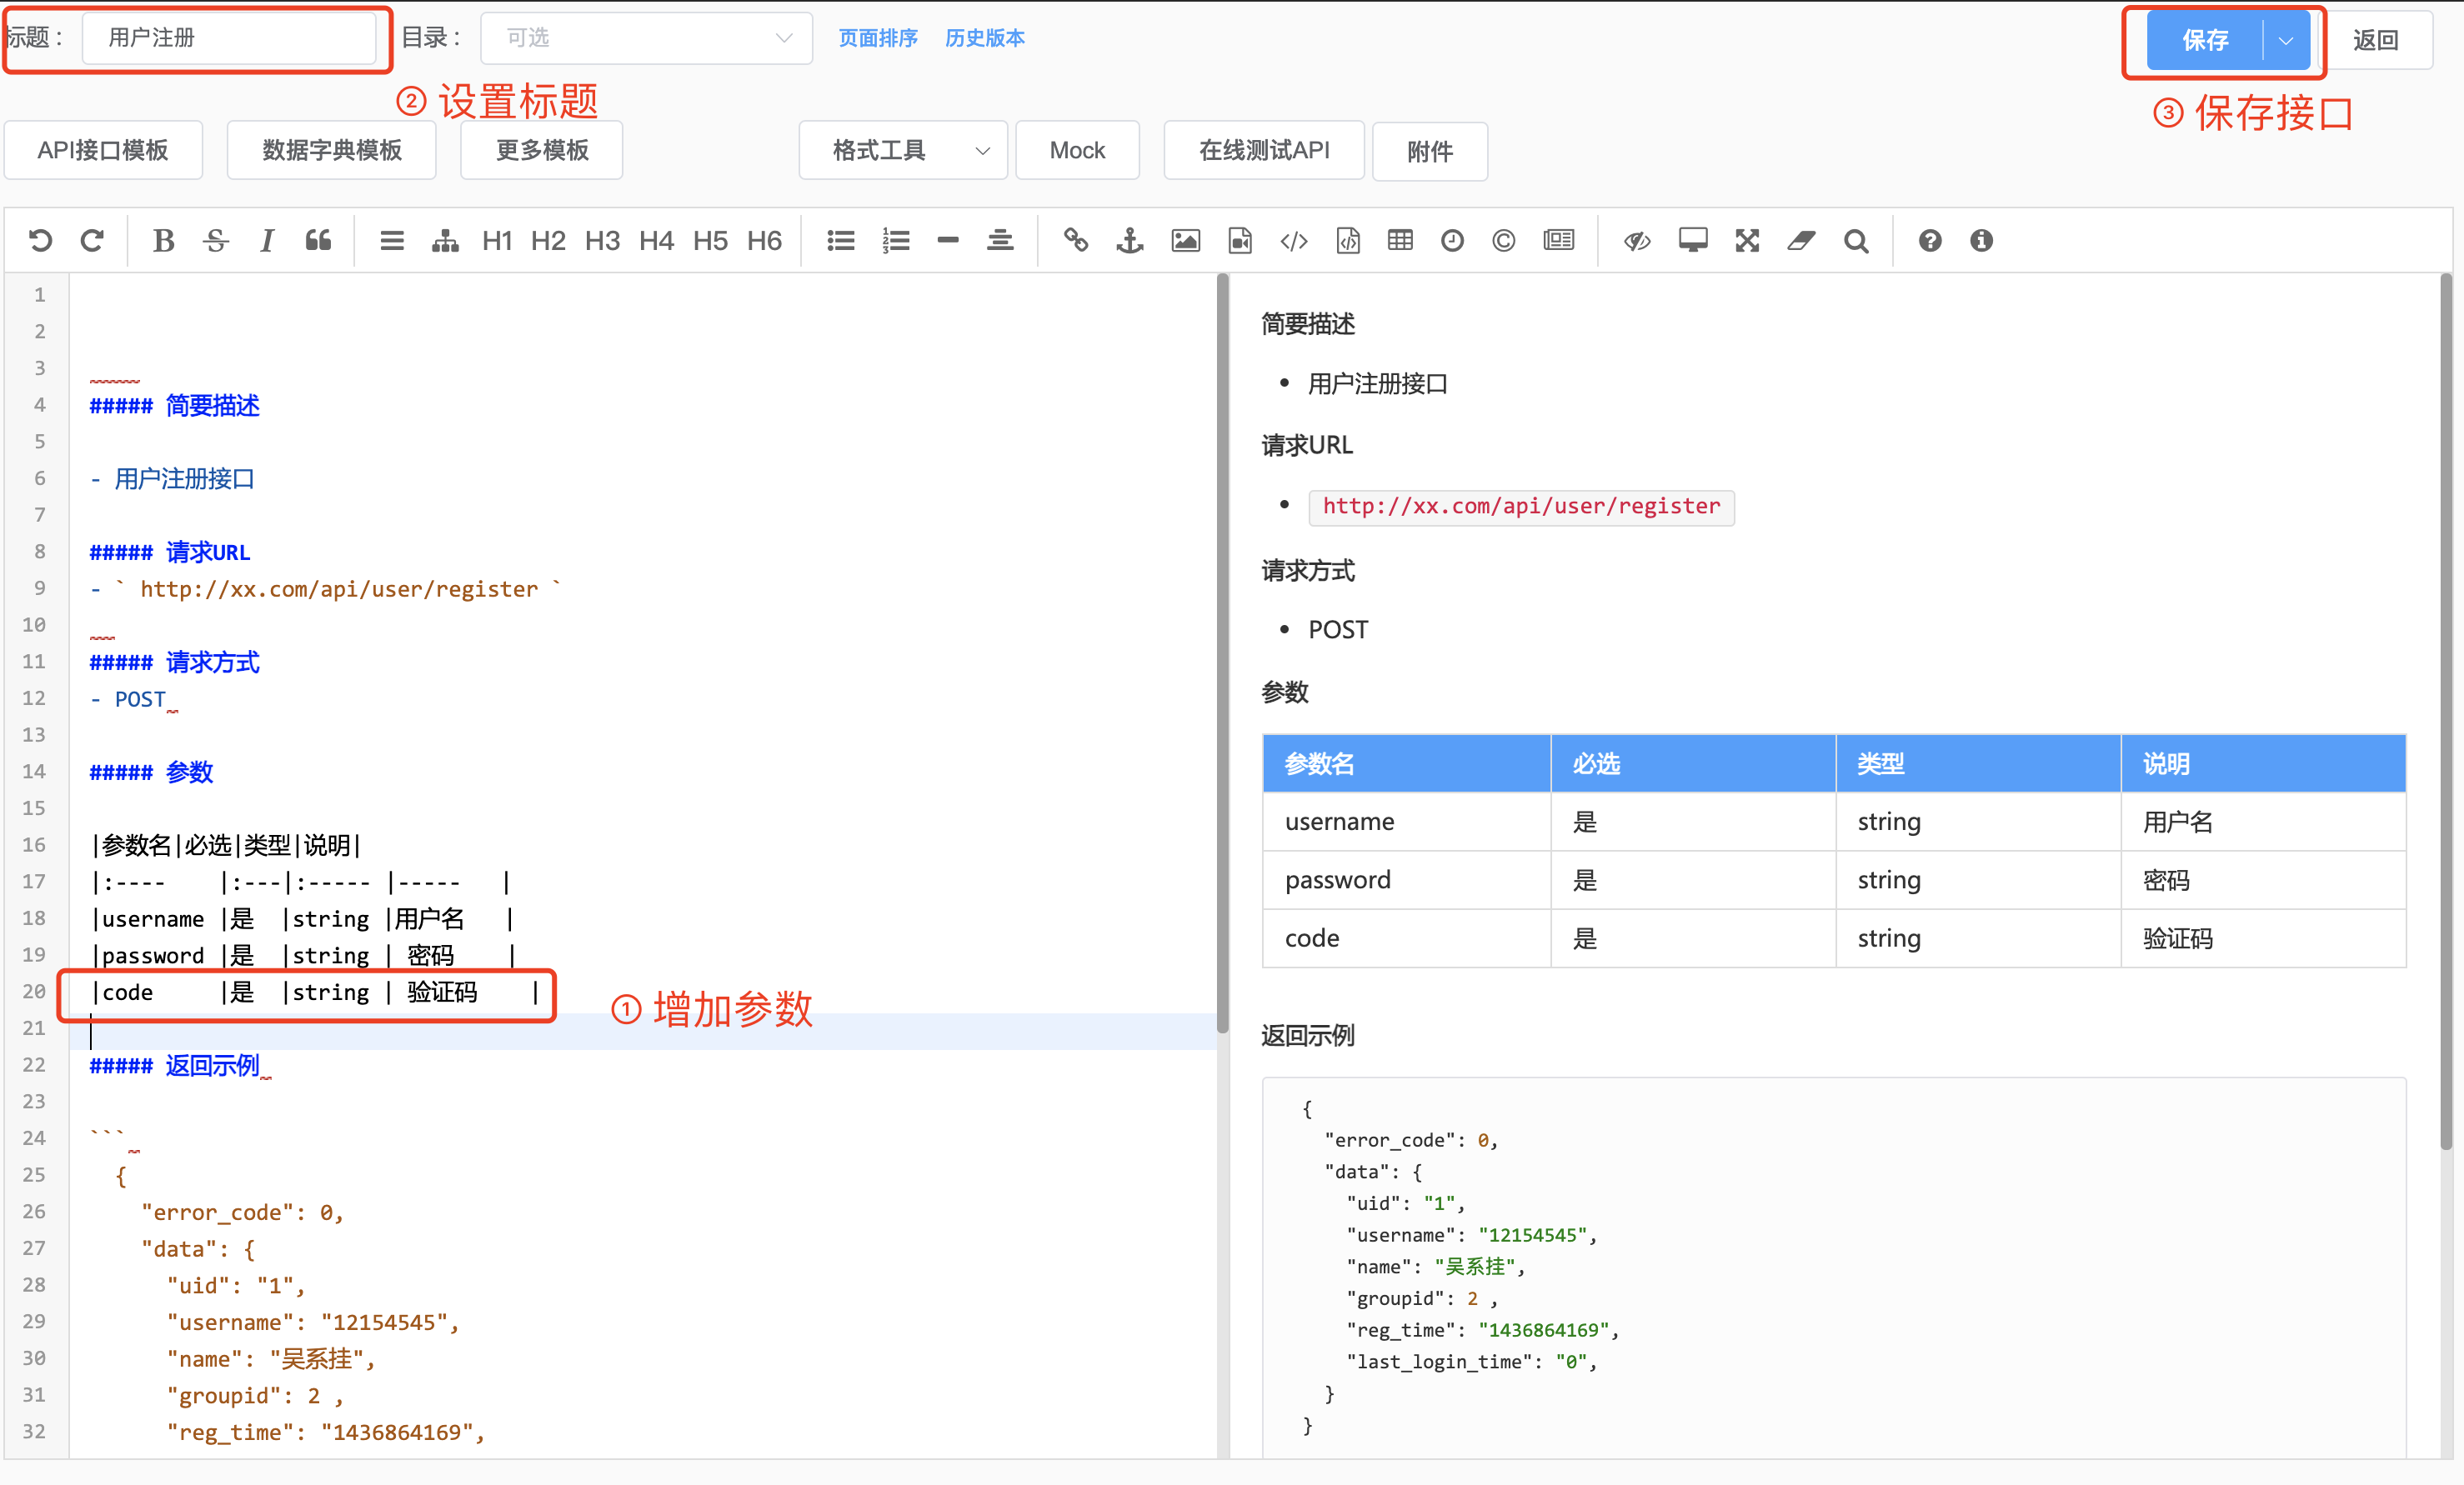 标题： 用户注册 目录： 可选 页面排序 历史版本 保存 返回
② 设置标题 ③ 保存接口
API接口模板 数据字典模板 更多模板 格式工具 Mock 在线测试API 附件
H1 H2 H3 H4 H5 H6
1
2
3
4 ##### 简要描述
5
6 - 用户注册接口
7
8 ##### 请求URL
9 - ` http://xx.com/api/user/register `
10
11 ##### 请求方式
12 - POST
13
14 ##### 参数
15
16 |参数名|必选|类型|说明|
17 |:---- |:---|:----- |----- |
18 |username |是 |string |用户名 |
19 |password |是 |string | 密码 |
20 |code |是 |string | 验证码 |
① 增加参数
21
22 ##### 返回示例
23
24 ```
25 {
26 "error_code": 0,
27 "data": {
28 "uid": "1",
29 "username": "12154545",
30 "name": "吴系挂",
31 "groupid": 2 ,
32 "reg_time": "1436864169",
简要描述
• 用户注册接口
请求URL
• http://xx.com/api/user/register
请求方式
• POST
参数
参数名 必选 类型 说明
username 是 string 用户名
password 是 string 密码
code 是 string 验证码
返回示例
{
"error_code": 0,
"data": {
"uid": "1",
"username": "12154545",
"name": "吴系挂",
"groupid": 2 ,
"reg_time": "1436864169",
"last_login_time": "0",
}
}